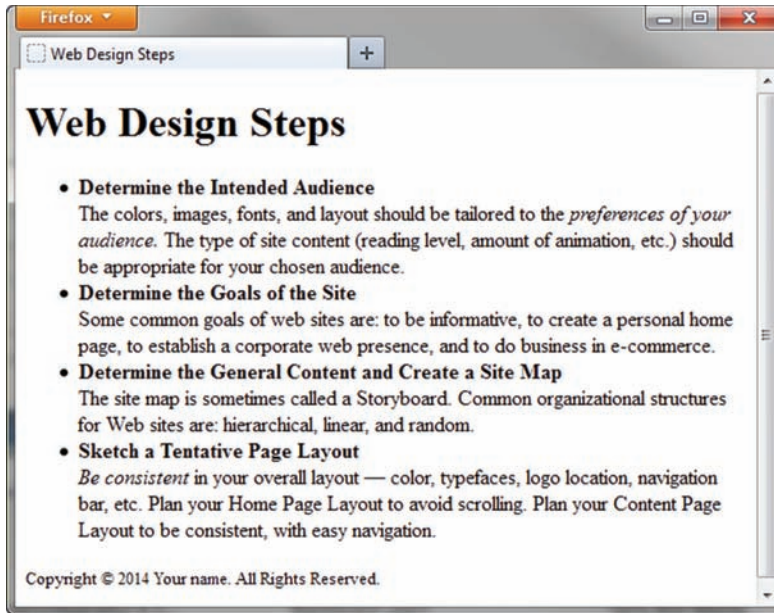 Firefox
Web Design Steps
Web Design Steps
• Determine the Intended Audience
The colors, images, fonts, and layout should be tailored to the preferences of your
audience. The type of site content (reading level, amount of animation, etc.) should
be appropriate for your chosen audience.
• Determine the Goals of the Site
Some common goals of web sites are: to be informative, to create a personal home
page, to establish a corporate web presence, and to do business in e-commerce.
• Determine the General Content and Create a Site Map
The site map is sometimes called a Storyboard. Common organizational structures
for Web sites are: hierarchical, linear, and random.
• Sketch a Tentative Page Layout
Be consistent in your overall layout — color, typefaces, logo location, navigation
bar, etc. Plan your Home Page Layout to avoid scrolling. Plan your Content Page
Layout to be consistent, with easy navigation.
Copyright © 2014 Your name. All Rights Reserved.